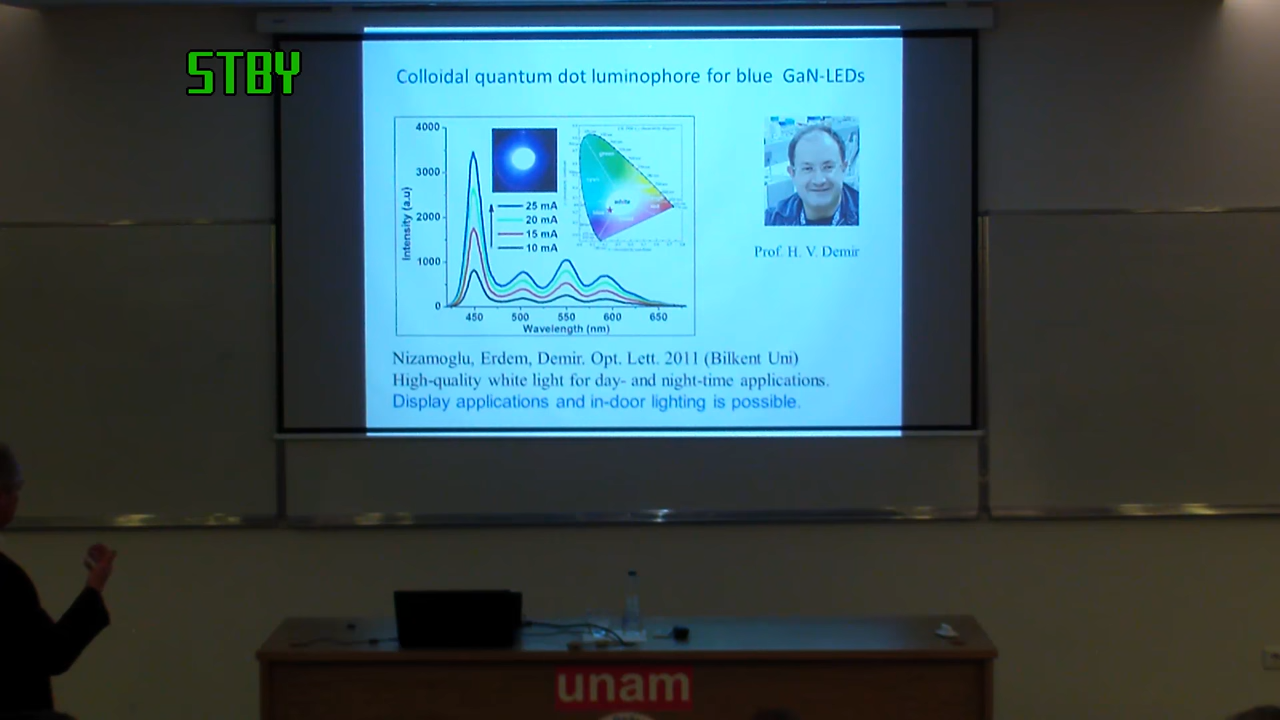 STBY
Colloidal quantum dot luminophore for blue GaN-LEDs
4000
3000
2000
1000
0
Intensity (a.u)
25 mA
20 mA
15 mA
10 mA
450
500
550
600
650
Wavelength (nm)
green
white
Prof. H. V. Demir
Nizamoglu, Erdem, Demir. Opt. Lett. 2011 (Bilkent Uni)
High-quality white light for day- and night-time applications.
Display applications and in-door lighting is possible.
unam